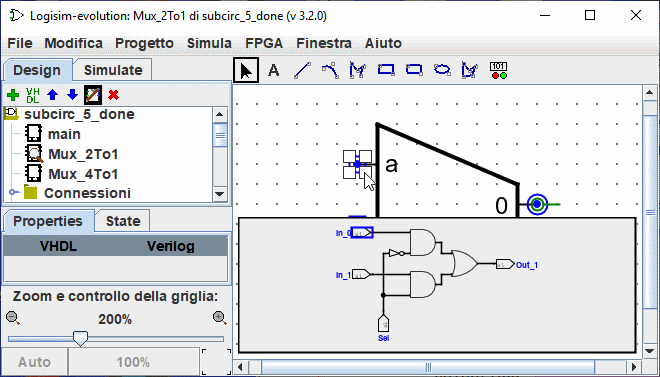 Logisim-evolution: Mux_2To1 di subcirc_5_done (v 3.2.0)
File Modifica Progetto Simula FPGA Finestra Aiuto
Design Simulate
VH
DL
A
101
subcirc_5_done
main
Mux_2To1
Mux_4To1
Connessioni
Properties State
VHDL Verilog
Zoom e controllo della griglia:
200%
Auto 100%
a
0
In_0
In_1
Out_1
Sel